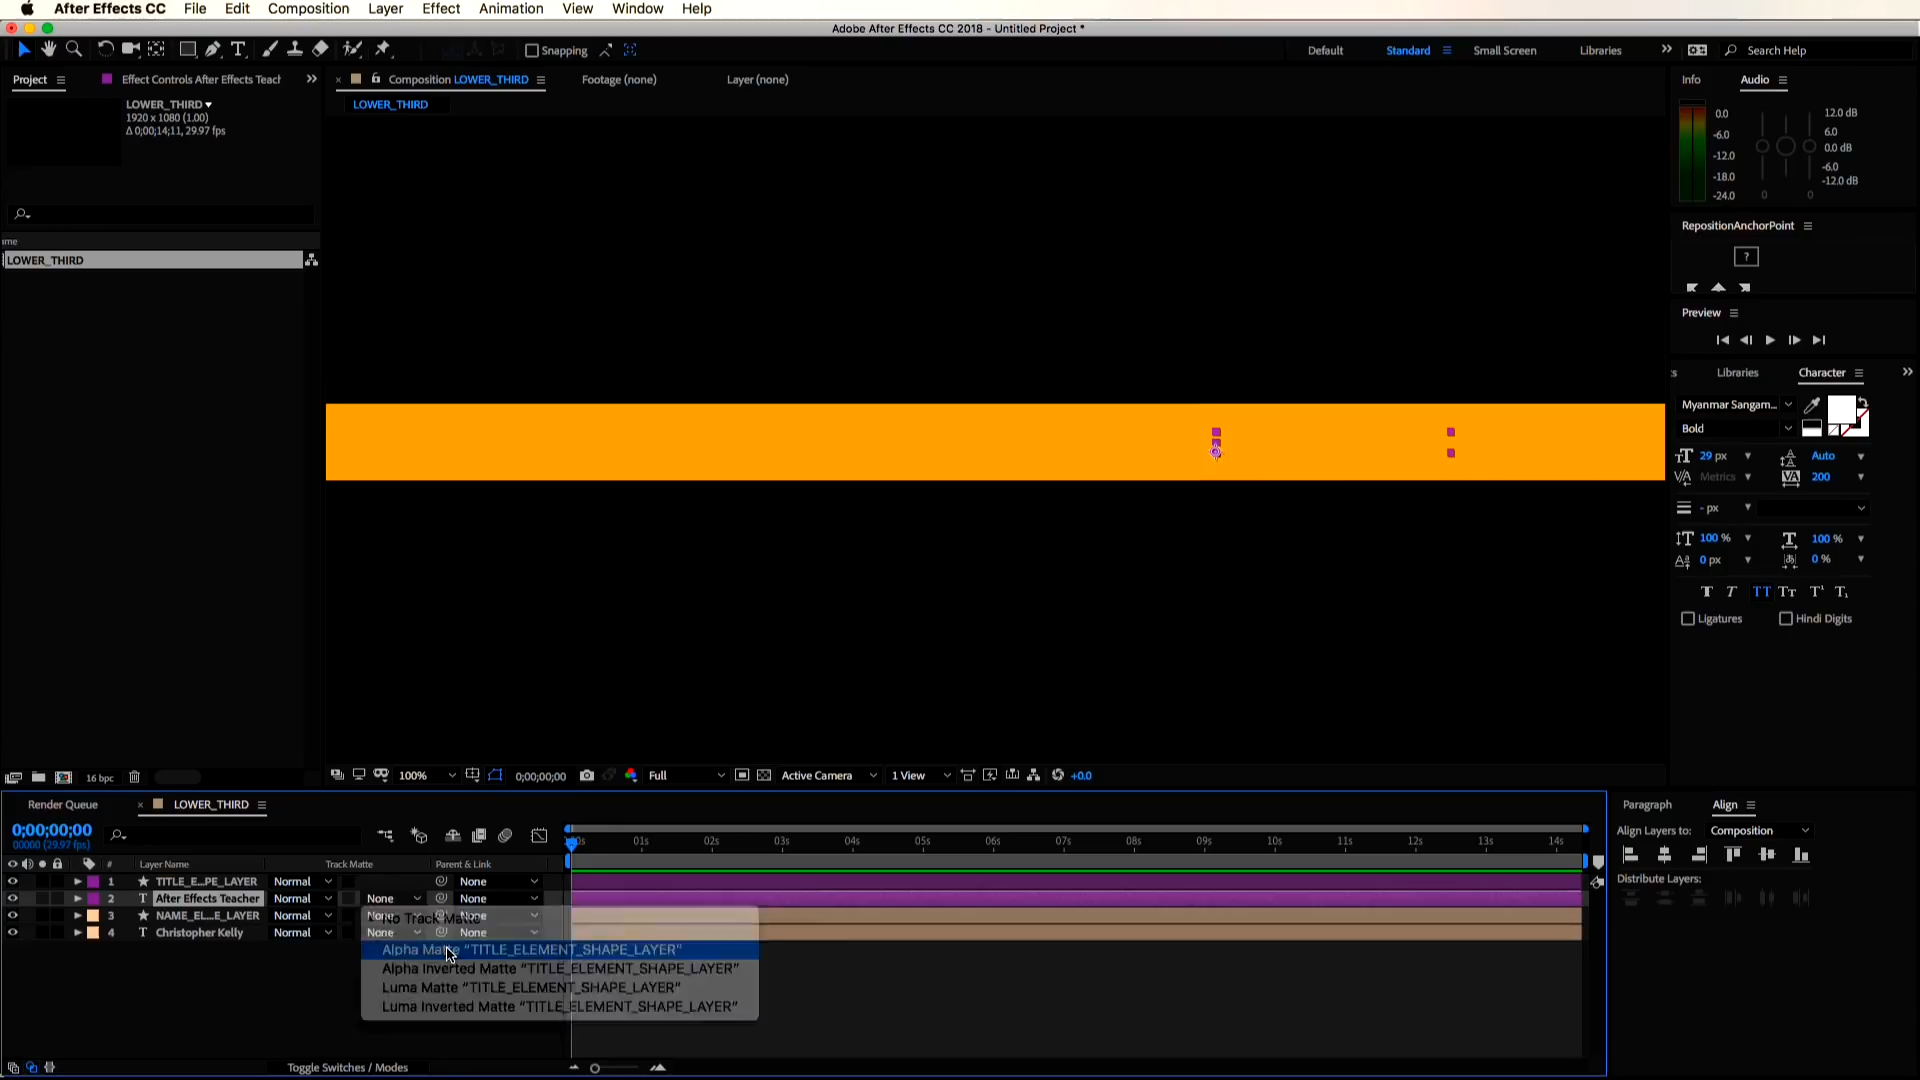 After Effects CC File Edit Composition Layer Effect Animation View Window Help
Adobe After Effects CC 2018 - Untitled Project *
Snapping Default Standard Small Screen Libraries Search Help
Project Effect Controls After Effects Teacl Composition LOWER_THIRD Footage (none) Layer (none) Info Audio
LOWER_THIRD
1920 x 1080 (1.00)
Δ 0;00;14;11, 29.97 fps
LOWER_THIRD
0.0 12.0 dB
-6.0 6.0
-12.0 0.0 dB
-18.0 -6.0
-24.0 -12.0 dB
0 0
RepositionAnchorPoint
?
ime
LOWER_THIRD
Preview
s Libraries Character
Myanmar Sangam...
Bold
29 px Auto
Metrics 200
- px
100 % 100 %
0 px 0 %
Ligatures Hindi Digits
16 bpc 100% 0;00;00;00 Full Active Camera 1 View +0.0
Render Queue LOWER_THIRD Paragraph Align
0;00;00;00
00000 (29.97 fps)
Align Layers to: Composition
01s 02s 03s 04s 05s 06s 07s 08s 09s 10s 11s 12s 13s 14s
# Layer Name Track Matte Parent & Link
Distribute Layers:
1 TITLE_E...PE_LAYER Normal None
2 After Effects Teacher Normal None None
3 NAME_EL...E_LAYER Normal None None
No Track Matte
4 Christopher Kelly Normal None None
Alpha Matte "TITLE_ELEMENT_SHAPE_LAYER"
Alpha Inverted Matte "TITLE_ELEMENT_SHAPE_LAYER"
Luma Matte "TITLE_ELEMENT_SHAPE_LAYER"
Luma Inverted Matte "TITLE_ELEMENT_SHAPE_LAYER"
Toggle Switches / Modes